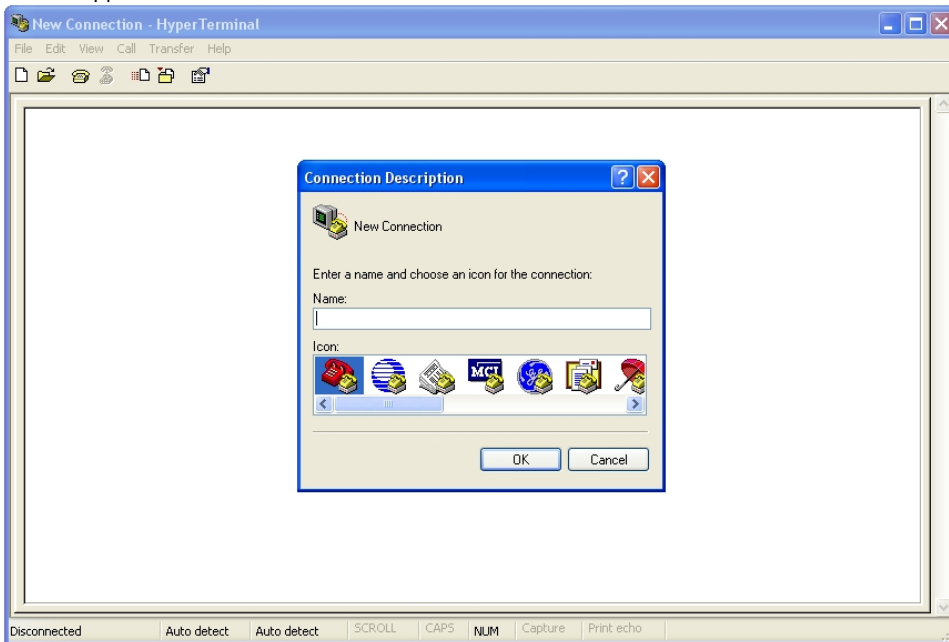 New Connection - HyperTerminal
File Edit View Call Transfer Help
Connection Description
New Connection
Enter a name and choose an icon for the connection:
Name:
Icon:
MCI
OK Cancel
Disconnected Auto detect Auto detect SCROLL CAPS NUM Capture Print echo